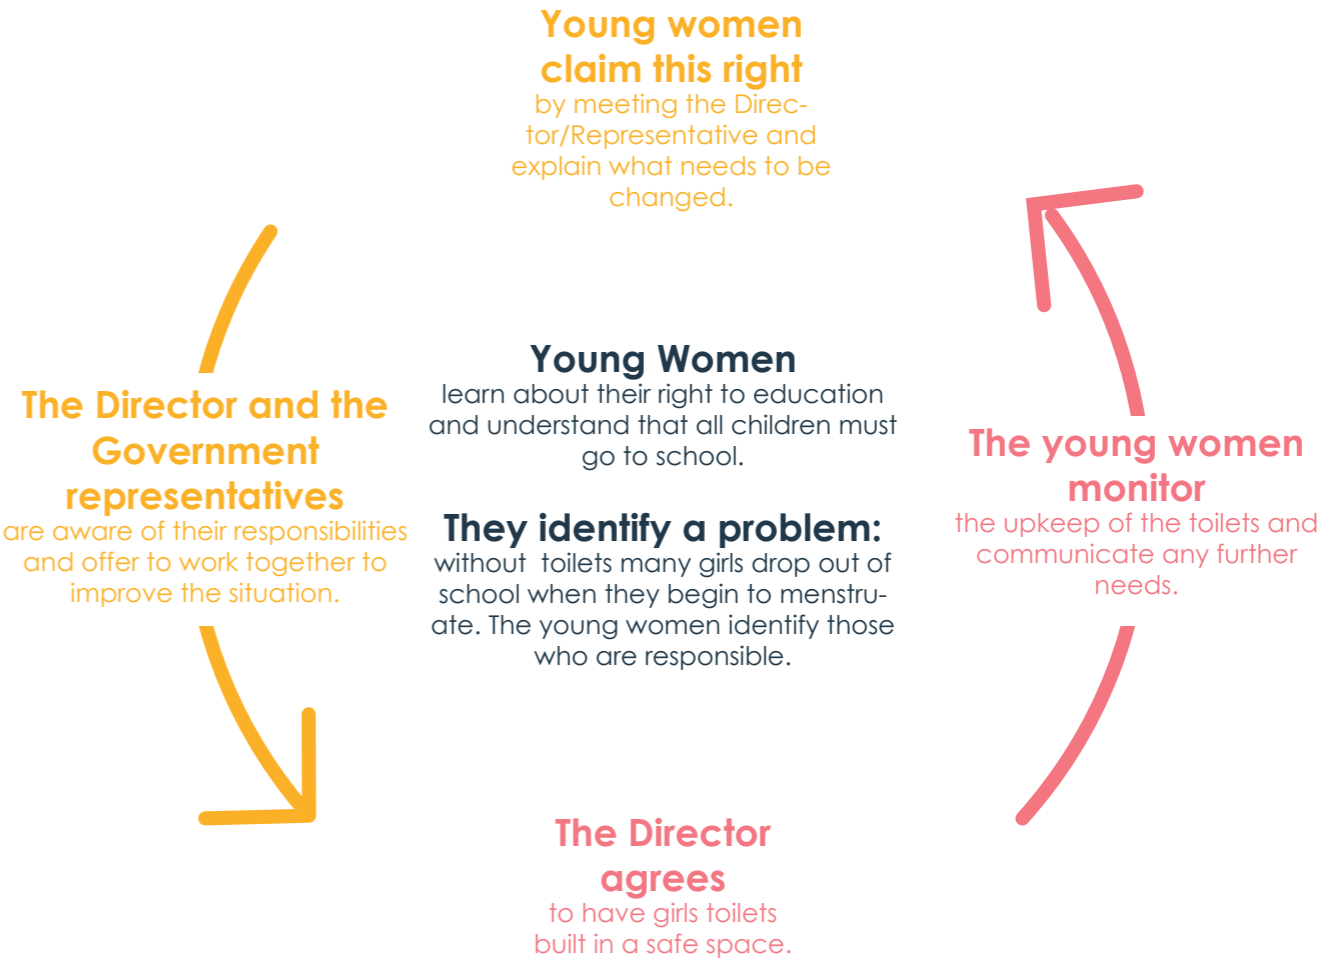 Young women
claim this right
by meeting the Direc-
tor/Representative and
explain what needs to be
changed.
The Director and the
Government
representatives
are aware of their responsibilities
and offer to work together to
improve the situation.
Young Women
learn about their right to education
and understand that all children must
go to school.
They identify a problem:
without  toilets many girls drop out of
school when they begin to menstru-
ate. The young women identify those
who are responsible.
The young women
monitor
the upkeep of the toilets and
communicate any further
needs.
The Director
agrees
to have girls toilets
built in a safe space.